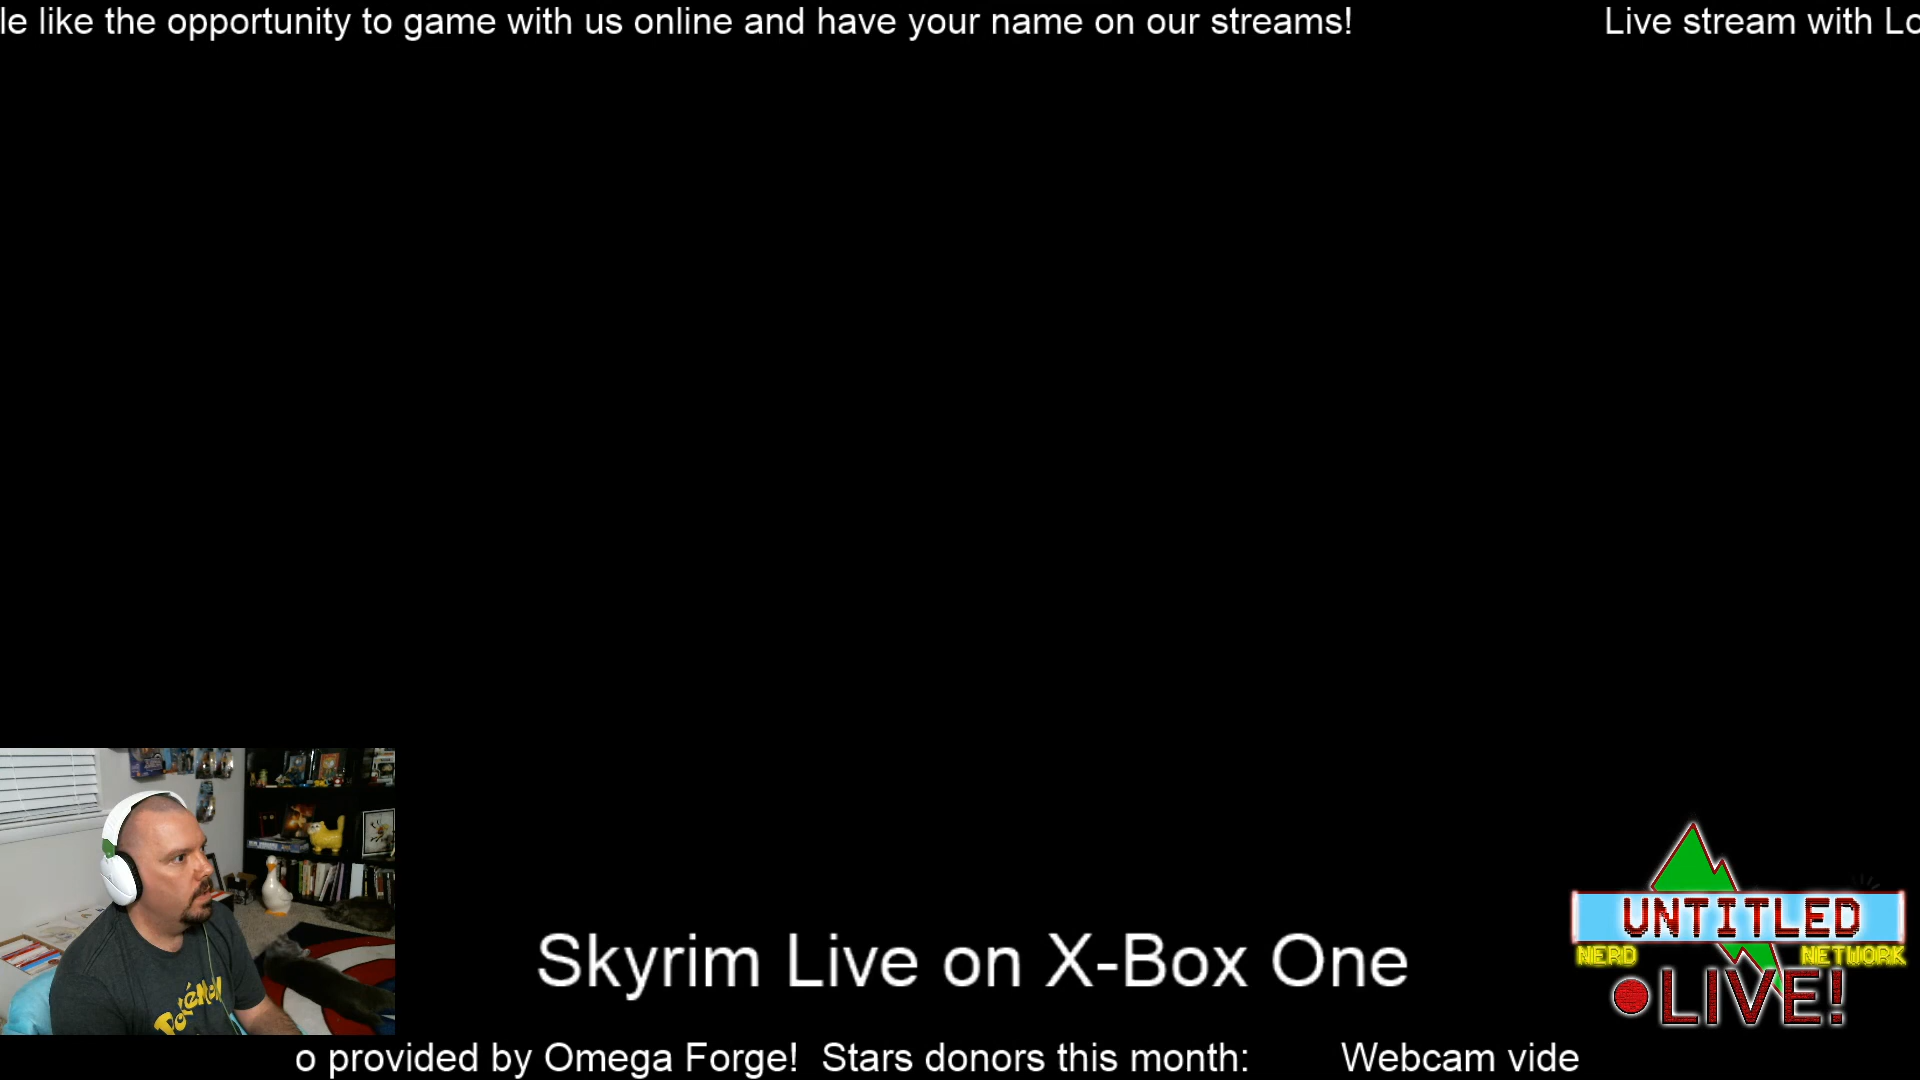 le like the opportunity to game with us online and have your name on our streams! Live stream with Lo
Pokémon
Skyrim Live on X-Box One
UNTITLED
NERD NETWORK
LIVE!
o provided by Omega Forge! Stars donors this month: Webcam vide